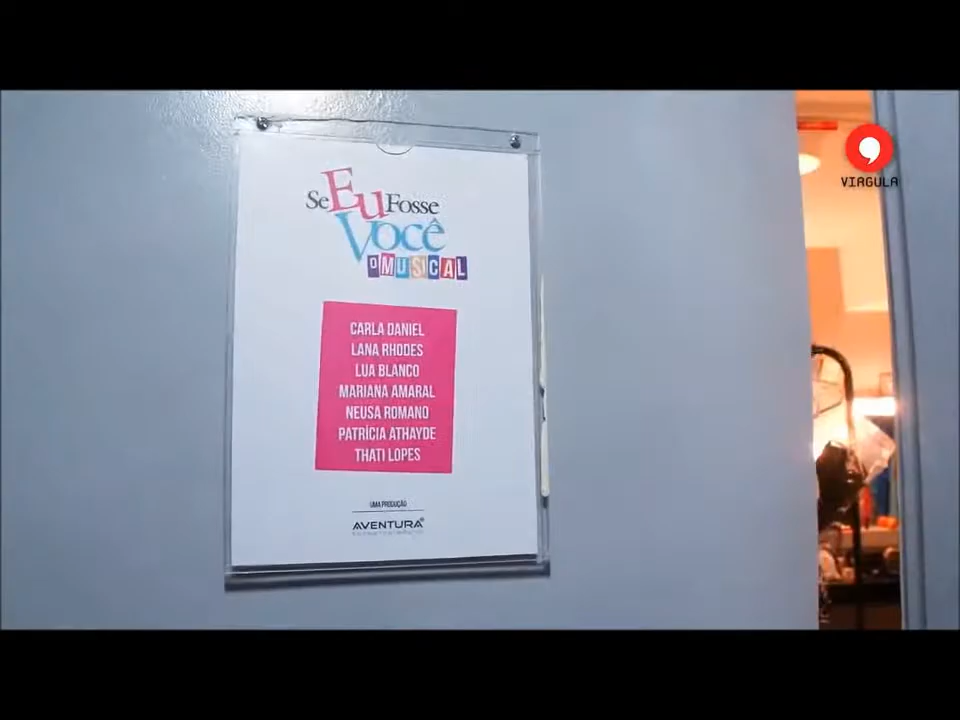 Se Eu Fosse
Você
O MUSICAL
CARLA DANIEL
LANA RHODES
LUA BLANCO
MARIANA AMARAL
NEUSA ROMANO
PATRÍCIA ATHAYDE
THATI LOPES
UMA PRODUÇÃO
AVENTURA
VIRGULA